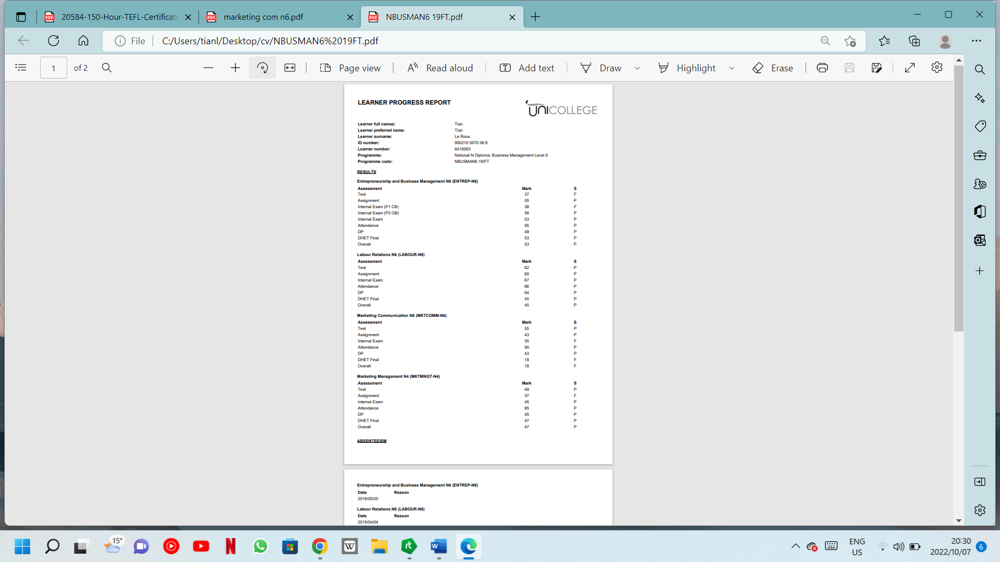 20584-150-Hour-TEFL-Certificate
marketing com n6.pdf
NBUSMAN6 19FT.pdf
File
C:/Users/tianl/Desktop/cv/NBUSMAN6%2019FT.pdf
1 of 2
Page view
Read aloud
Add text
Draw
Highlight
Erase
LEARNER PROGRESS REPORT
UNICOLLEGE
Learner full names: Tian
Learner preferred name: Tian
Learner surname: Le Roux
ID number: 990210 5070 08 8
Learner number: 6410063
Programme: National N Diploma: Business Management Level 6
Programme code: NBUSMAN6 19/FT
RESULTS
Entrepreneurship and Business Management N6 (ENTREP-N6)
Assessment Mark S
Test 37 F
Assignment 55 P
Internal Exam (P1 CB) 38 F
Internal Exam (P2 OB) 58 P
Internal Exam 53 P
Attendance 95 P
DP 49 P
DHET Final 53 P
Overall 53 P
Labour Relations N6 (LABOUR-N6)
Assessment Mark S
Test 62 P
Assignment 60 P
Internal Exam 67 P
Attendance 86 P
DP 64 P
DHET Final 45 P
Overall 45 P
Marketing Communication N6 (MKTCOMM-N6)
Assessment Mark S
Test 55 P
Assignment 43 P
Internal Exam 35 F
Attendance 95 P
DP 43 P
DHET Final 18 F
Overall 18 F
Marketing Management N4 (MKTMNGT-N4)
Assessment Mark S
Test 49 P
Assignment 37 F
Internal Exam 45 P
Attendance 85 P
DP 45 P
DHET Final 47 P
Overall 47 P
ABSENTEEISM
Entrepreneurship and Business Management N6 (ENTREP-N6)
Date Reason
2019/05/20
Labour Relations N6 (LABOUR-N6)
Date Reason
2019/04/04
15°
ENG
US
20:30
2022/10/07
6